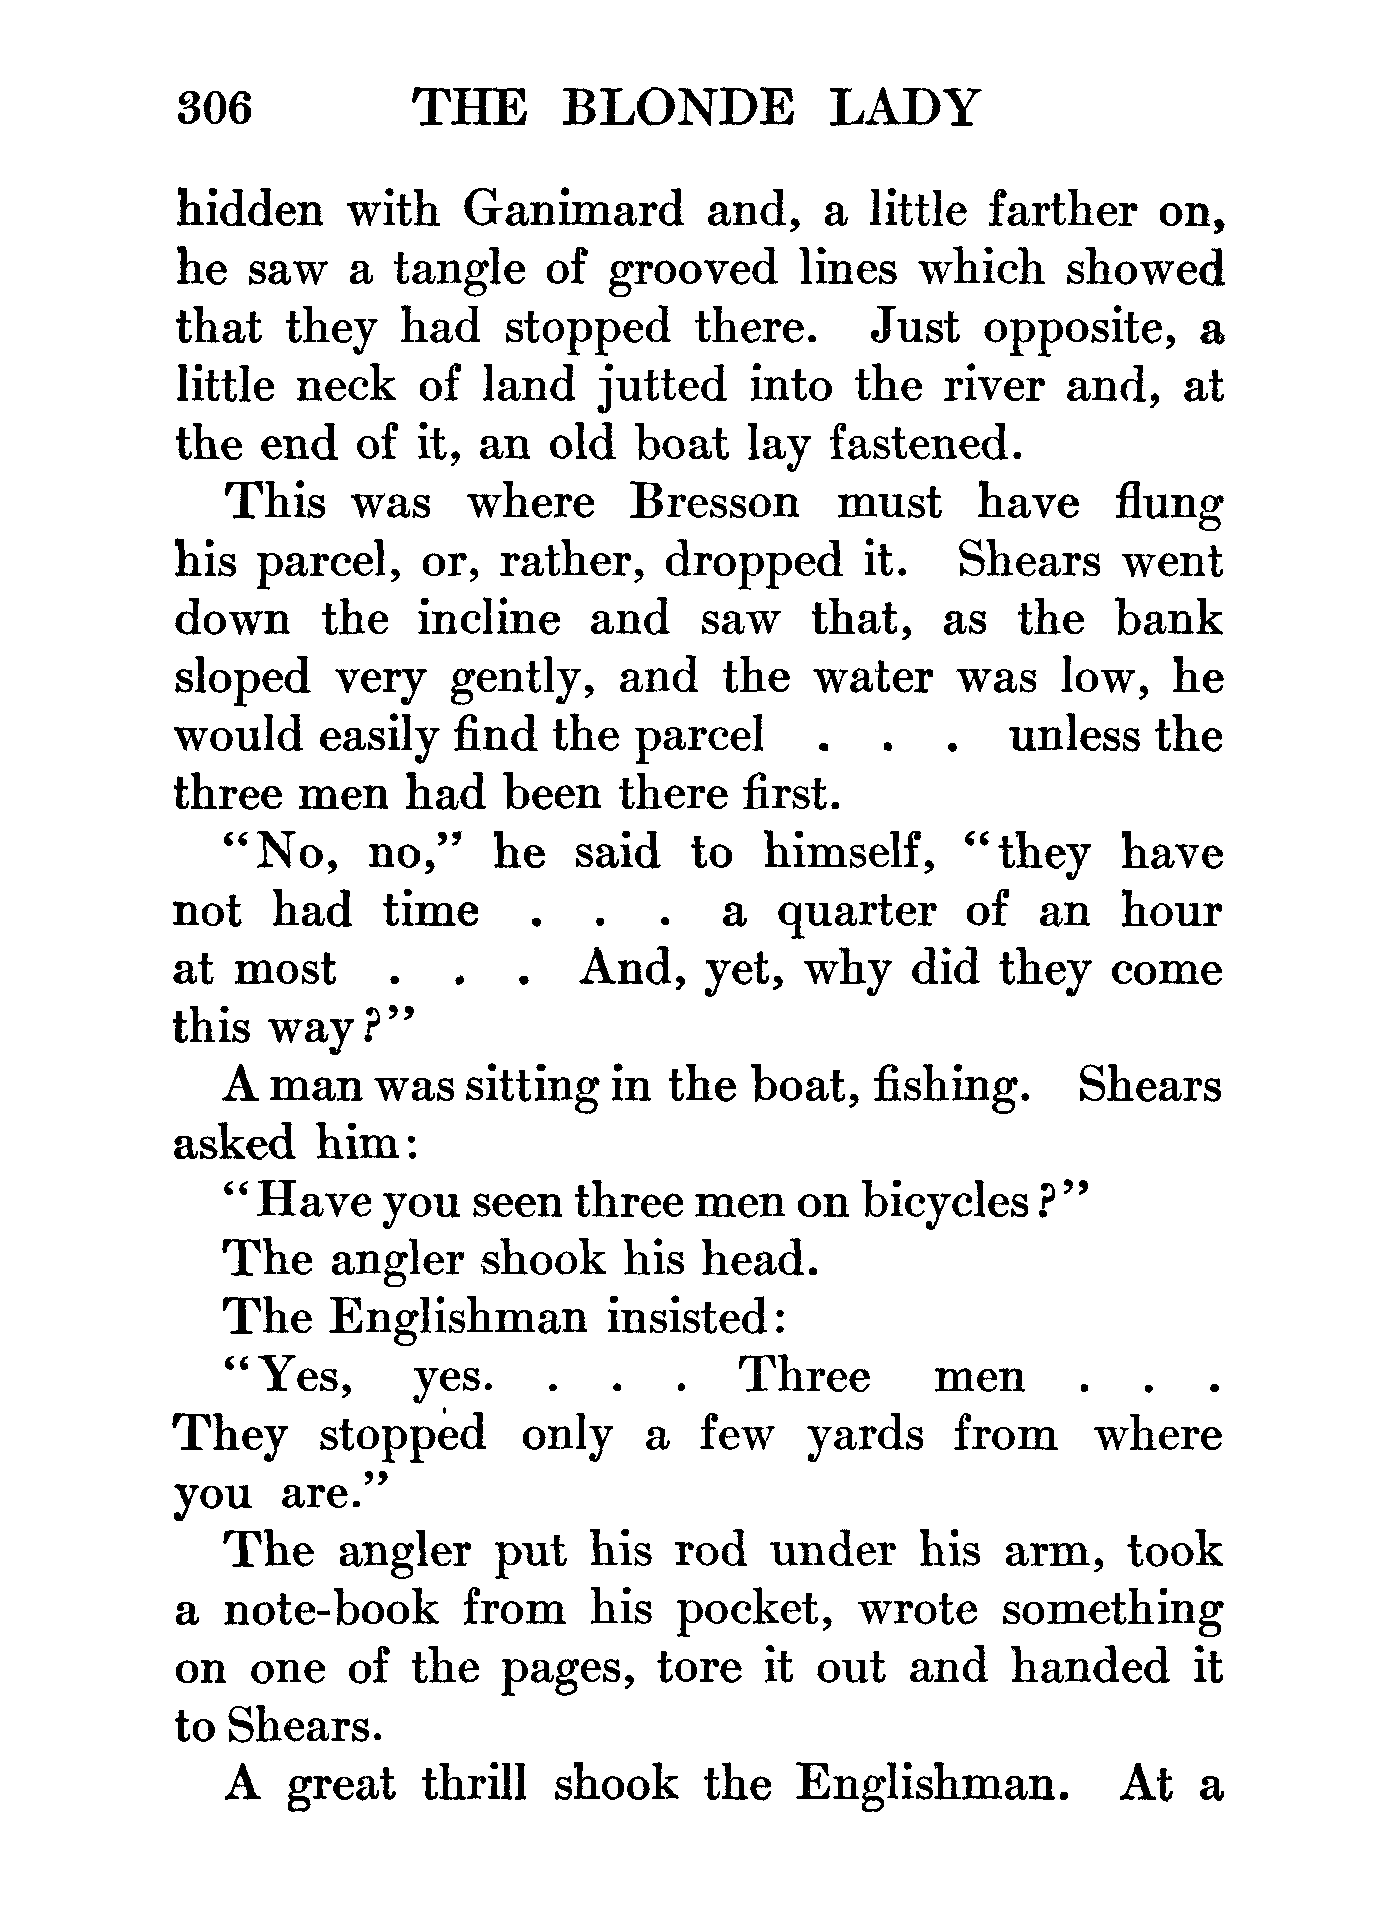 306 THE BLONDE LADY
hidden with Ganimard and, a little farther on,
he saw a tangle of grooved lines which showed
that they had stopped there. Just opposite, a
little neck of land jutted into the river and, at
the end of it, an old boat lay fastened.
This was where Bresson must have flung
his parcel, or, rather, dropped it. Shears went
down the incline and saw that, as the bank
sloped very gently, and the water was low, he
would easily find the parcel . . . unless the
three men had been there first.
“No, no,” he said to himself, “they have
not had time . . . a quarter of an hour
at most . . . And, yet, why did they come
this way?”
A man was sitting in the boat, fishing. Shears
asked him:
“Have you seen three men on bicycles?”
The angler shook his head.
The Englishman insisted:
“Yes, yes. . . . Three men . . .
They stopped only a few yards from where
you are.”
The angler put his rod under his arm, took
a note-book from his pocket, wrote something
on one of the pages, tore it out and handed it
to Shears.
A great thrill shook the Englishman. At a